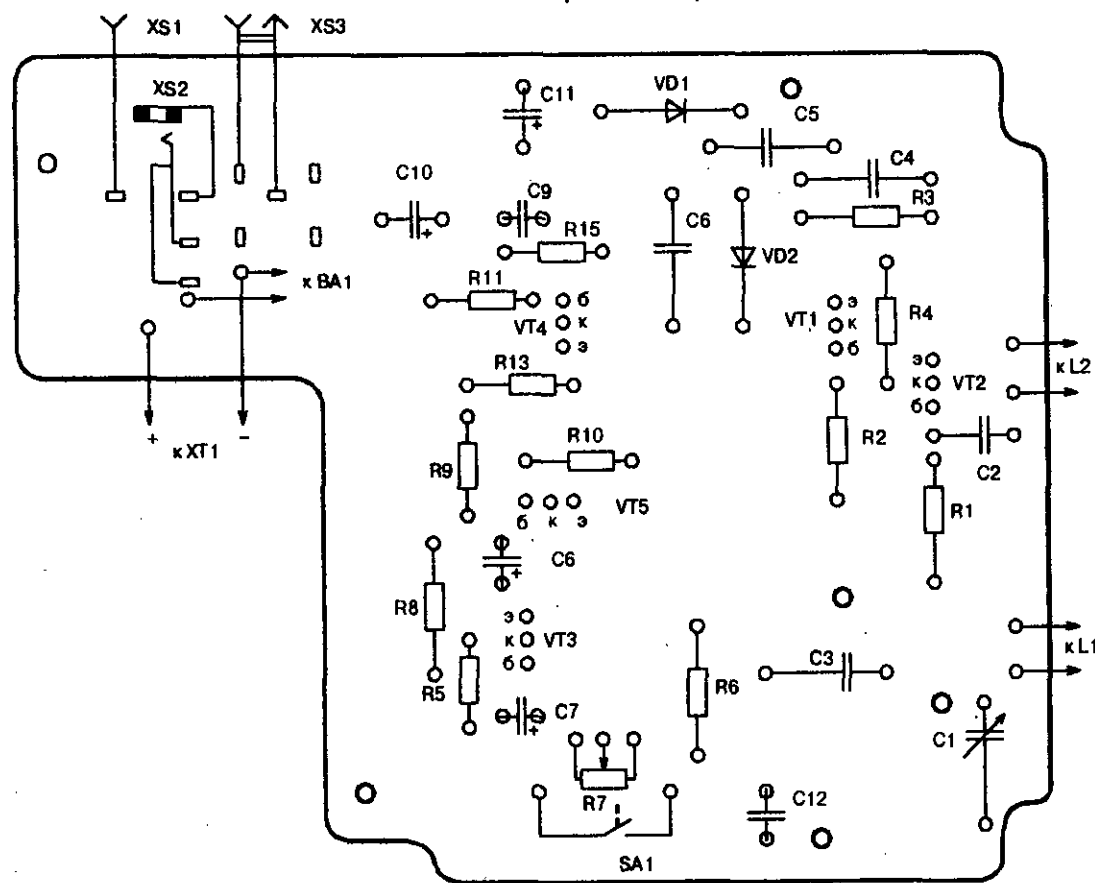 XS1
XS3
XS2
C11
VD1
C5
C4
C10
C9
R3
R15
C6
VD2
к ВА1
R11
б
VT4
к
э
э
VT1
к
б
R4
э
к
VT2
б
к L2
R13
+
к ХТ1
−
R9
R10
R2
C2
б
к
э
VT5
R1
C6
R8
э
к
VT3
б
R5
R6
C3
к L1
C7
+
+
+
+
C1
R7
C12
SA1